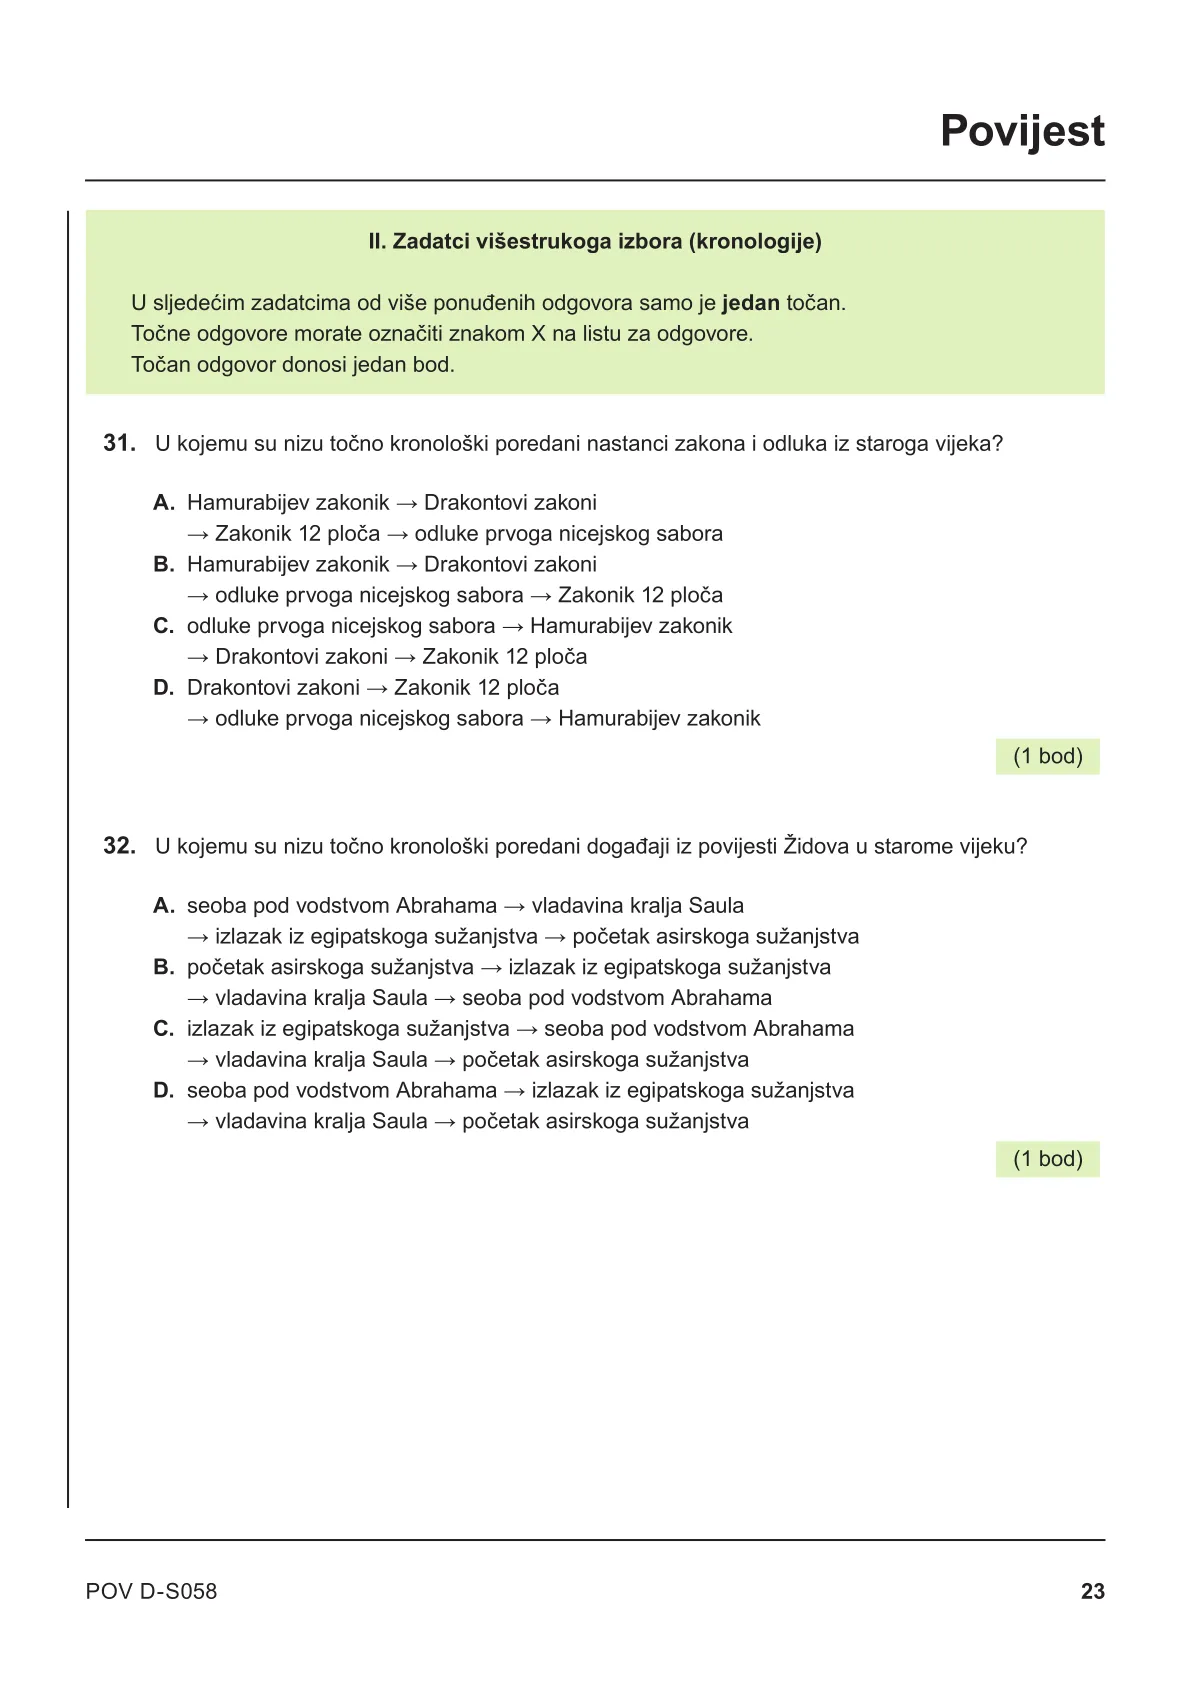 Povijest
II. Zadatci višestrukoga izbora (kronologije)
U sljedećim zadatcima od više ponuđenih odgovora samo je jedan točan.
Točne odgovore morate označiti znakom X na listu za odgovore.
Točan odgovor donosi jedan bod.
31. U kojemu su nizu točno kronološki poredani nastanci zakona i odluka iz staroga vijeka?
A. Hamurabijev zakonik → Drakontovi zakoni
→ Zakonik 12 ploča → odluke prvoga nicejskog sabora
B. Hamurabijev zakonik → Drakontovi zakoni
→ odluke prvoga nicejskog sabora → Zakonik 12 ploča
C. odluke prvoga nicejskog sabora → Hamurabijev zakonik
→ Drakontovi zakoni → Zakonik 12 ploča
D. Drakontovi zakoni → Zakonik 12 ploča
→ odluke prvoga nicejskog sabora → Hamurabijev zakonik
(1 bod)
32. U kojemu su nizu točno kronološki poredani događaji iz povijesti Židova u starome vijeku?
A. seoba pod vodstvom Abrahama → vladavina kralja Saula
→ izlazak iz egipatskoga sužanjstva → početak asirskoga sužanjstva
B. početak asirskoga sužanjstva → izlazak iz egipatskoga sužanjstva
→ vladavina kralja Saula → seoba pod vodstvom Abrahama
C. izlazak iz egipatskoga sužanjstva → seoba pod vodstvom Abrahama
→ vladavina kralja Saula → početak asirskoga sužanjstva
D. seoba pod vodstvom Abrahama → izlazak iz egipatskoga sužanjstva
→ vladavina kralja Saula → početak asirskoga sužanjstva
(1 bod)
POV D-S058
23